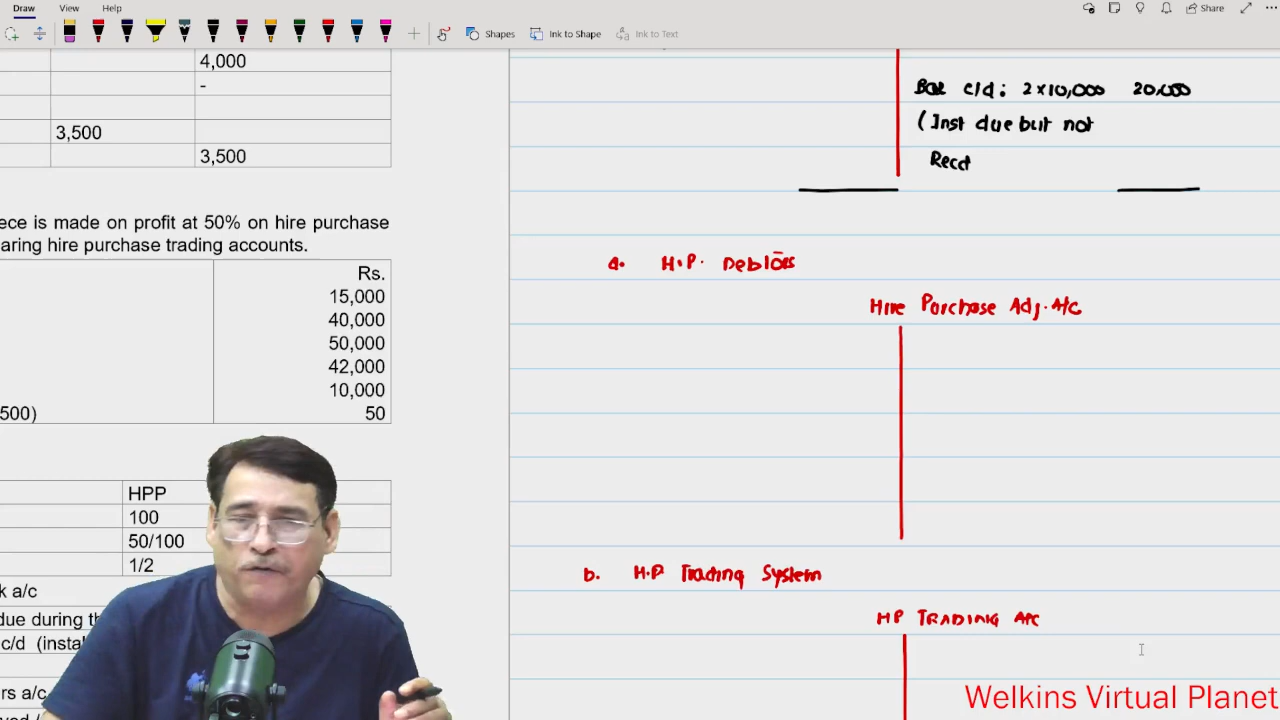 Draw View Help
Share
Shapes Ink to Shape Ink to Text
4,000
-
3,500
3,500
ece is made on profit at 50% on hire purchase
aring hire purchase trading accounts.
Rs.
15,000
40,000
50,000
42,000
10,000
500) 50
HPP
100
50/100
1/2
k a/c
due during th
c/d (instal
rs a/c
c/d: 2×10,000 20,000
(Inst due but not
Recd
a. H.P. Debtors
Hire Purchase Adj. A/C
b. H.P Trading System
HP TRADING A/C
Welkins Virtual Planet